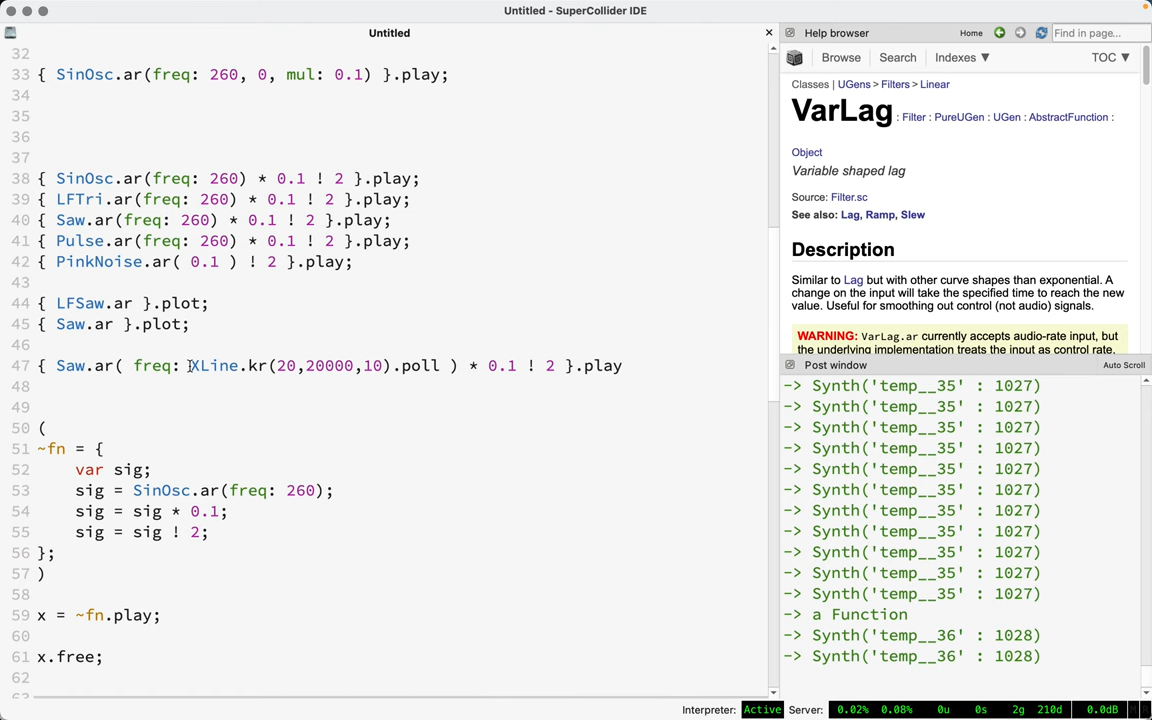 Untitled - SuperCollider IDE
Untitled
Help browser Home Find in page...
Browse Search Indexes ▼ TOC ▼
Classes | UGens > Filters > Linear
VarLag : Filter : PureUGen : UGen : AbstractFunction :
Object
Variable shaped lag
Source: Filter.sc
See also: Lag, Ramp, Slew
Description
Similar to Lag but with other curve shapes than exponential. A
change on the input will take the specified time to reach the new
value. Useful for smoothing out control (not audio) signals.
WARNING: VarLag.ar currently accepts audio-rate input, but
the underlying implementation treats the input as control rate.
32
33 { SinOsc.ar(freq: 260, 0, mul: 0.1) }.play;
34
35
36
37
38 { SinOsc.ar(freq: 260) * 0.1 ! 2 }.play;
39 { LFTri.ar(freq: 260) * 0.1 ! 2 }.play;
40 { Saw.ar(freq: 260) * 0.1 ! 2 }.play;
41 { Pulse.ar(freq: 260) * 0.1 ! 2 }.play;
42 { PinkNoise.ar( 0.1 ) ! 2 }.play;
43
44 { LFSaw.ar }.plot;
45 { Saw.ar }.plot;
46
47 { Saw.ar( freq: XLine.kr(20,20000,10).poll ) * 0.1 ! 2 }.play
48
49
50 (
51 ~fn = {
52 var sig;
53 sig = SinOsc.ar(freq: 260);
54 sig = sig * 0.1;
55 sig = sig ! 2;
56 };
57 )
58
59 x = ~fn.play;
60
61 x.free;
62
Post window Auto Scroll
-> Synth('temp__35' : 1027)
-> Synth('temp__35' : 1027)
-> Synth('temp__35' : 1027)
-> Synth('temp__35' : 1027)
-> Synth('temp__35' : 1027)
-> Synth('temp__35' : 1027)
-> Synth('temp__35' : 1027)
-> Synth('temp__35' : 1027)
-> Synth('temp__35' : 1027)
-> Synth('temp__35' : 1027)
-> Synth('temp__35' : 1027)
-> a Function
-> Synth('temp__36' : 1028)
-> Synth('temp__36' : 1028)
Interpreter: Active Server: 0.02% 0.08% 0u 0s 2g 210d 0.0dB M R